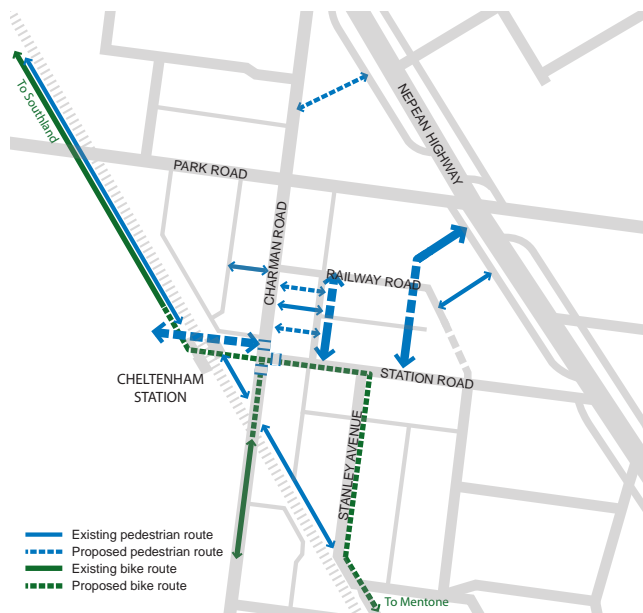 To Southland
NEPEAN HIGHWAY
PARK ROAD
CHARMAN ROAD
RAILWAY ROAD
CHELTENHAM
STATION
STATION ROAD
STANLEY AVENUE
Existing pedestrian route
Proposed pedestrian route
Existing bike route
Proposed bike route
To Mentone